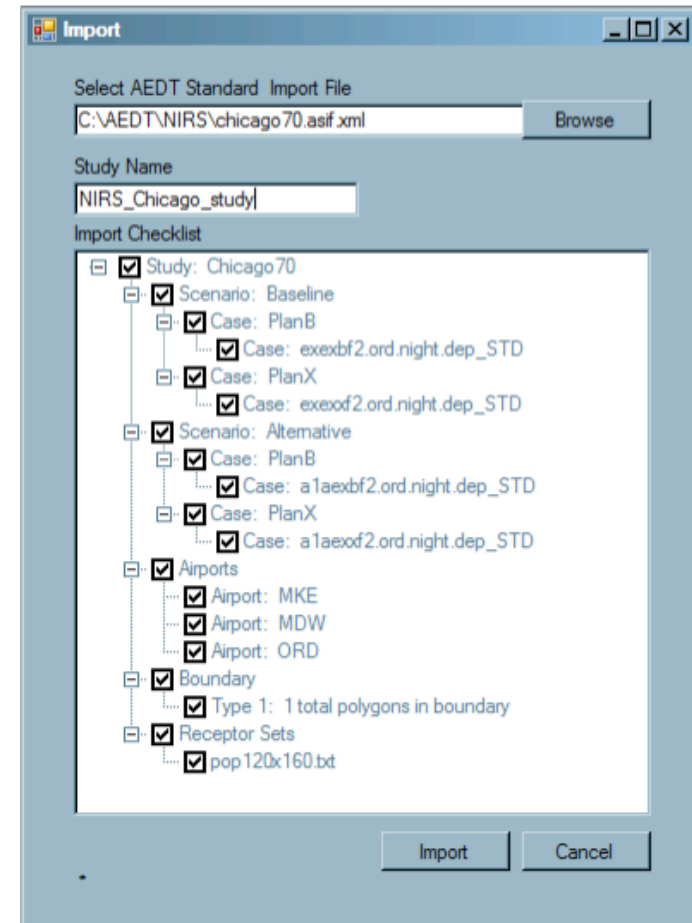 Import
Select AEDT Standard Import File
C:\AEDT\NIRS\chicago70.asif.xml
Browse
Study Name
NIRS_Chicago_study
Import Checklist
Study: Chicago70
Scenario: Baseline
Case: PlanB
Case: exexbf2.ord.night.dep_STD
Case: PlanX
Case: exexxf2.ord.night.dep_STD
Scenario: Alternative
Case: PlanB
Case: a1aexbf2.ord.night.dep_STD
Case: PlanX
Case: a1aexxf2.ord.night.dep_STD
Airports
Airport: MKE
Airport: MDW
Airport: ORD
Boundary
Type 1: 1 total polygons in boundary
Receptor Sets
pop120x160.txt
Import
Cancel
*